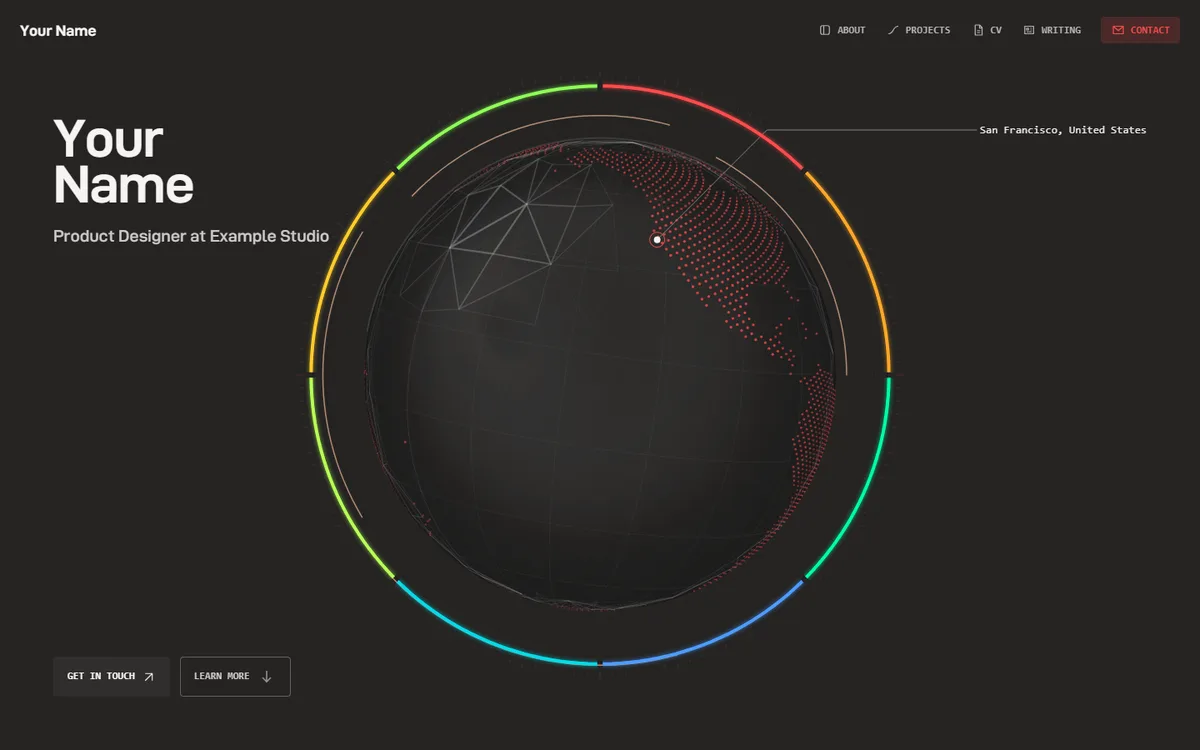 Your Name
ABOUT
PROJECTS
CV
WRITING
CONTACT
San Francisco, United States
Your
Name
Product Designer at Example Studio
GET IN TOUCH
LEARN MORE